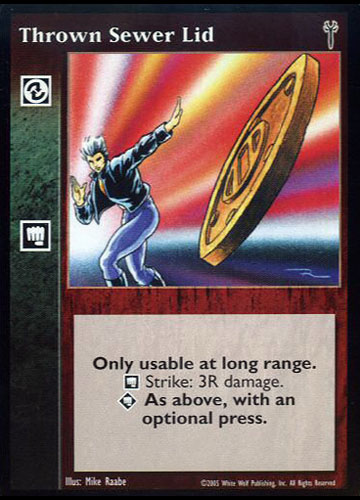 Thrown Sewer Lid
Only usable at long range.
Strike: 3R damage.
As above, with an
optional press.
Illus: Mike Raabe
©2005 White Wolf Publishing, Inc. All Rights Reserved